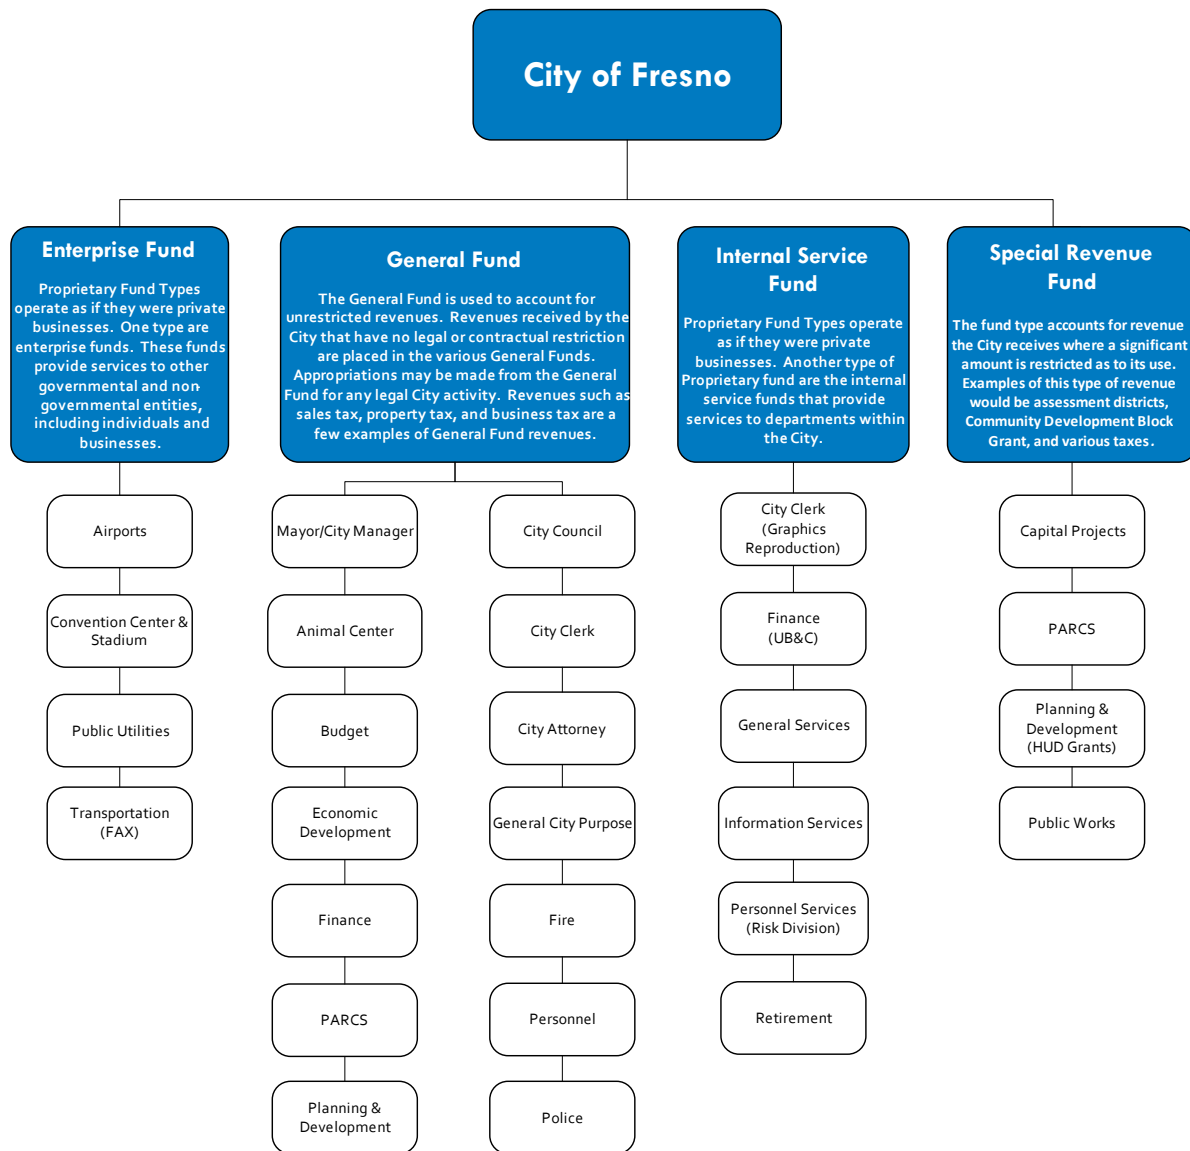 City of Fresno
Enterprise Fund
Proprietary Fund Types
operate as if they were private
businesses. One type are
enterprise funds. These funds
provide services to other
governmental and non-
governmental entities,
including individuals and
businesses.
General Fund
The General Fund is used to account for
unrestricted revenues. Revenues received by the
City that have no legal or contractual restriction
are placed in the various General Funds.
Appropriations may be made from the General
Fund for any legal City activity. Revenues such as
sales tax, property tax, and business tax are a
few examples of General Fund revenues.
Internal Service
Fund
Proprietary Fund Types operate
as if they were private
businesses. Another type of
Proprietary fund are the internal
service funds that provide
services to departments within
the City.
Special Revenue
Fund
The fund type accounts for revenue
the City receives where a significant
amount is restricted as to its use.
Examples of this type of revenue
would be assessment districts,
Community Development Block
Grant, and various taxes.
Airports
Convention Center &
Stadium
Public Utilities
Transportation
(FAX)
Mayor/City Manager
Animal Center
Budget
Economic
Development
Finance
PARCS
Planning &
Development
City Council
City Clerk
City Attorney
General City Purpose
Fire
Personnel
Police
City Clerk
(Graphics
Reproduction)
Finance
(UB&C)
General Services
Information Services
Personnel Services
(Risk Division)
Retirement
Capital Projects
PARCS
Planning &
Development
(HUD Grants)
Public Works